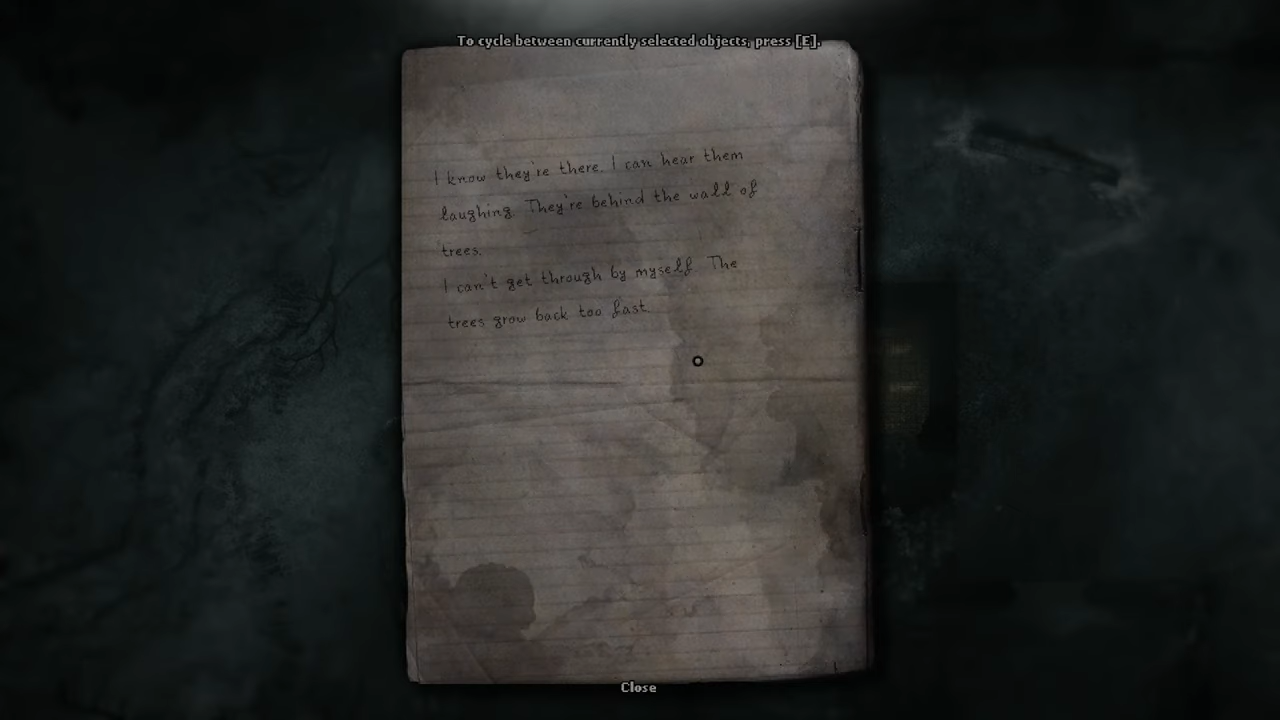 To cycle between currently selected objects, press [E].
I know they're there. I can hear them
laughing. They're behind the wall of
trees.
I can't get through by myself. The
trees grow back too fast.
Close